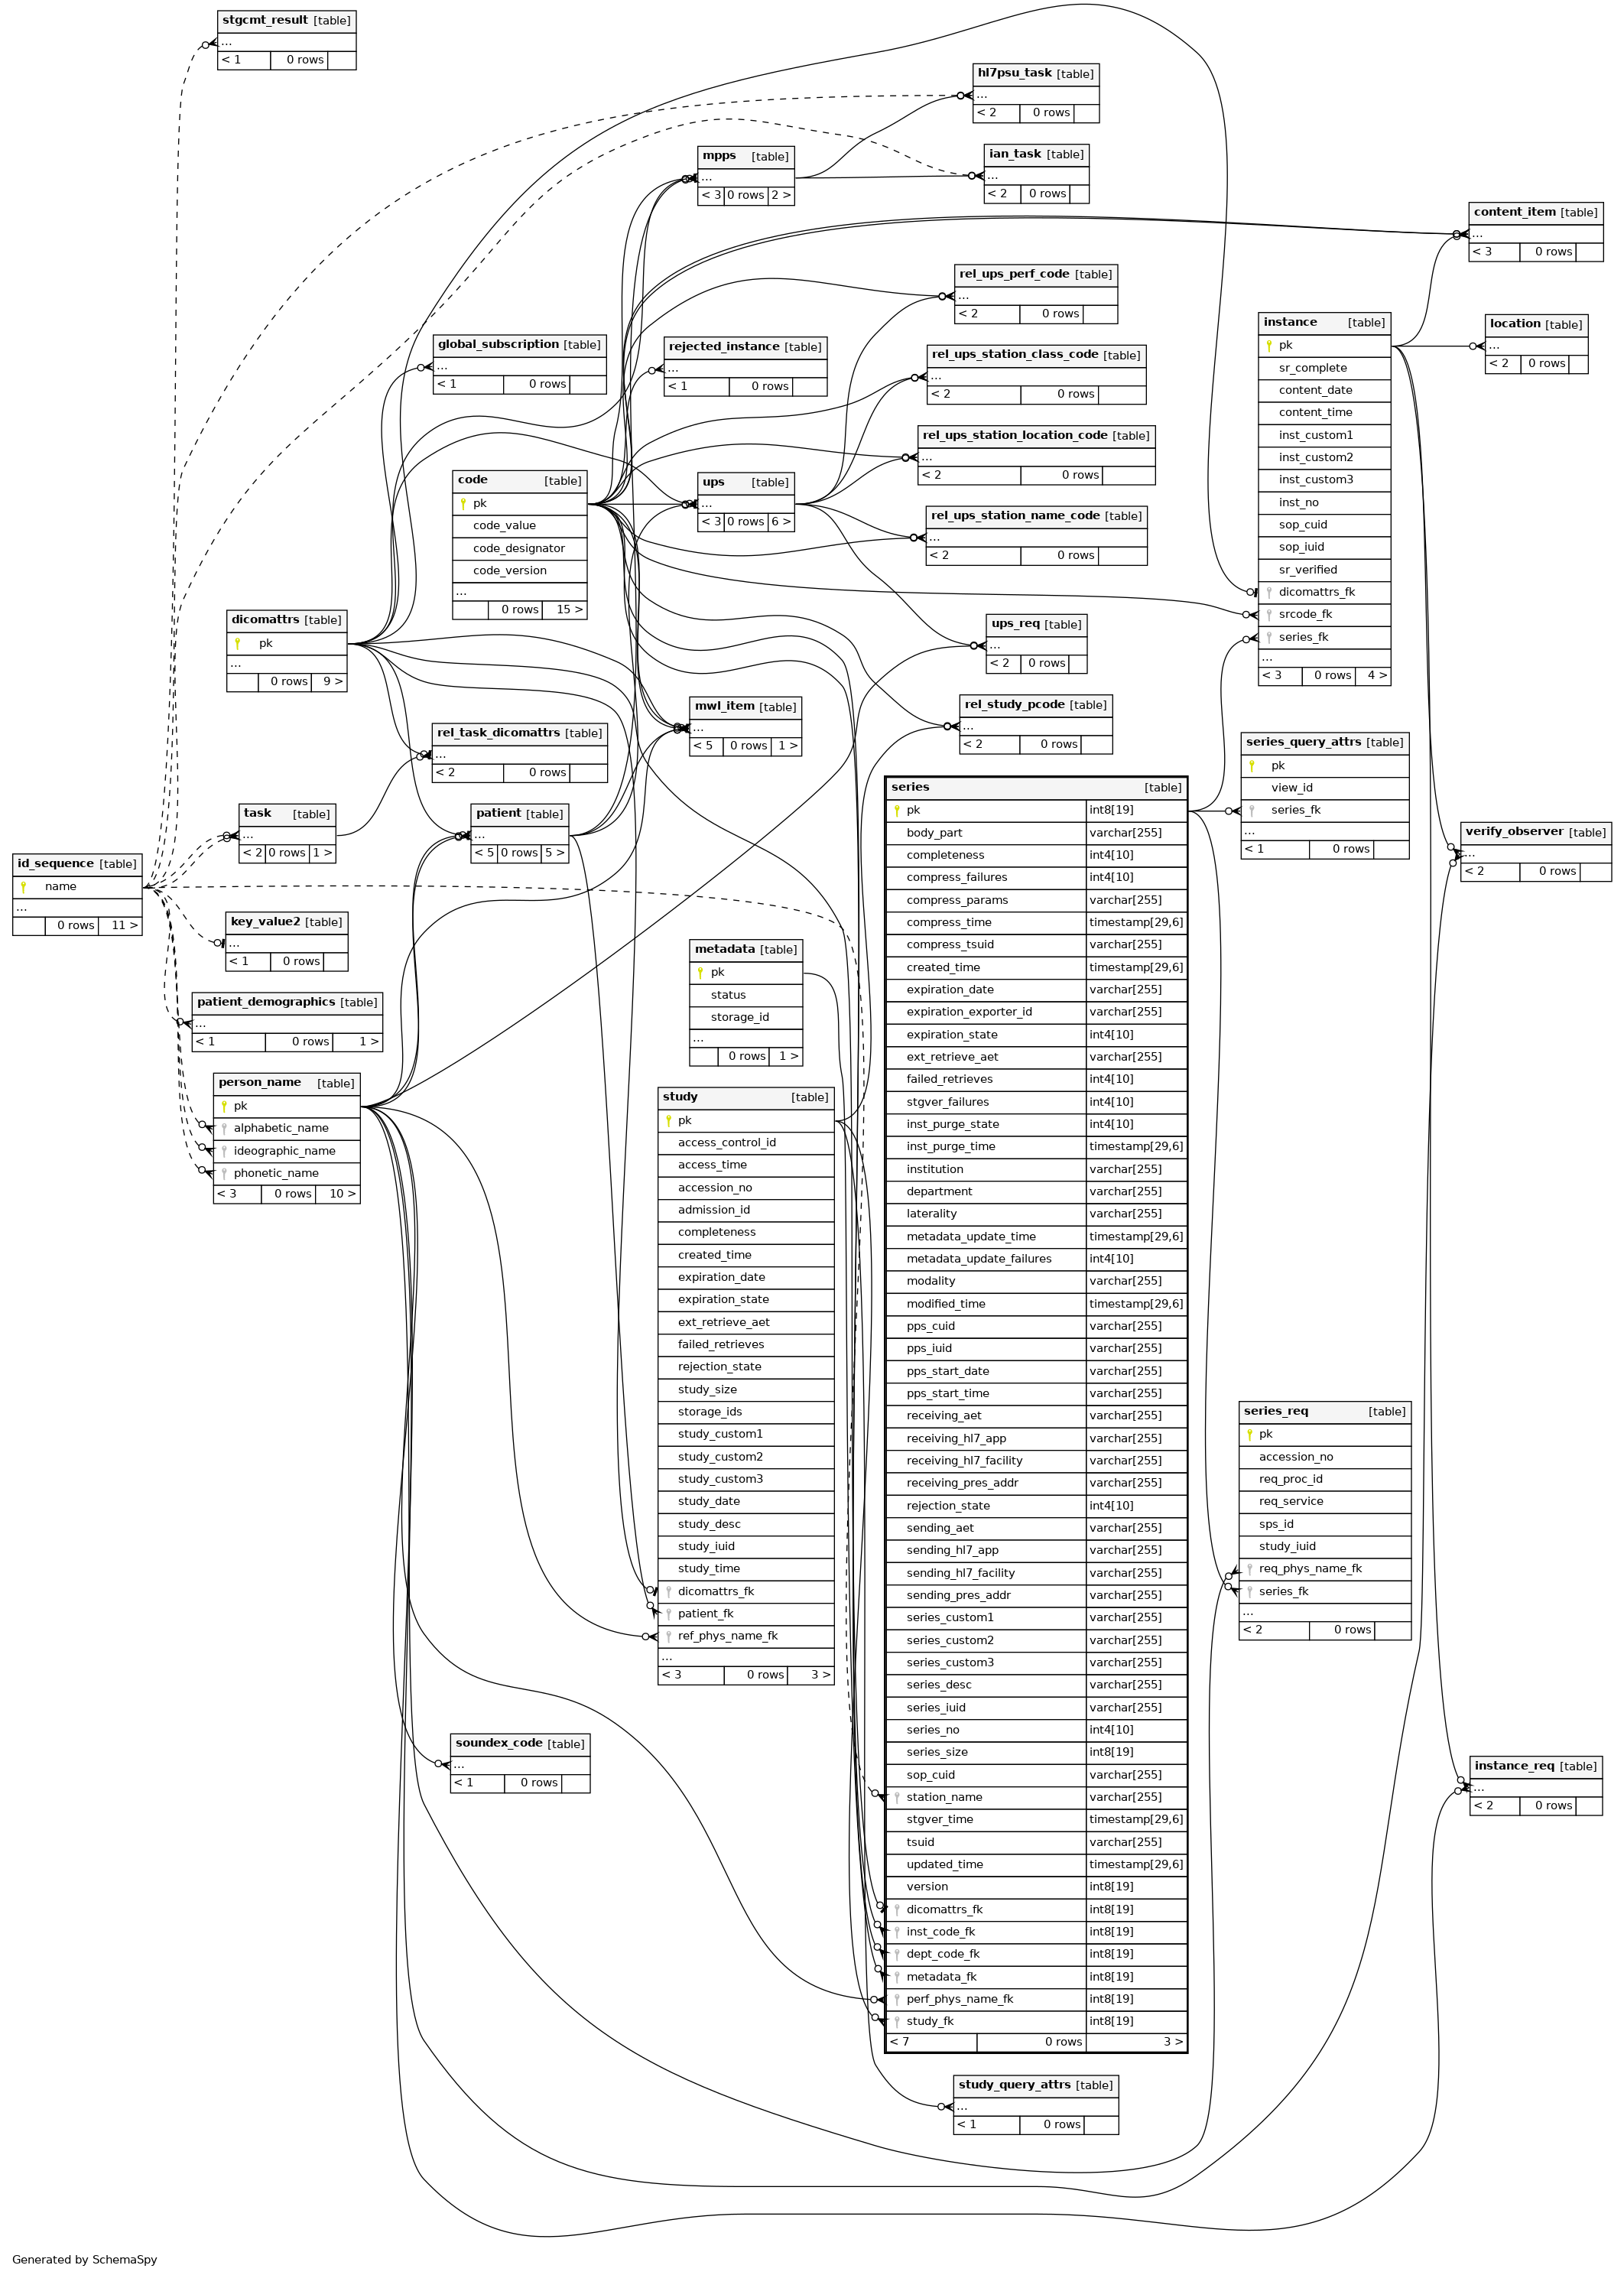 stgcmt_result [table]
...
< 1 0 rows
hl7psu_task [table]
...
< 2 0 rows
mpps [table]
...
< 3 0 rows 2 >
ian_task [table]
...
< 2 0 rows
content_item [table]
...
< 3 0 rows
rel_ups_perf_code [table]
...
< 2 0 rows
instance [table]
pk
sr_complete
content_date
content_time
inst_custom1
inst_custom2
inst_custom3
inst_no
sop_cuid
sop_iuid
sr_verified
dicomattrs_fk
srcode_fk
series_fk
...
< 3 0 rows 4 >
location [table]
...
< 2 0 rows
global_subscription [table]
...
< 1 0 rows
rejected_instance [table]
...
< 1 0 rows
rel_ups_station_class_code [table]
...
< 2 0 rows
rel_ups_station_location_code [table]
...
< 2 0 rows
code [table]
pk
code_value
code_designator
code_version
...
0 rows 15 >
ups [table]
...
< 3 0 rows 6 >
rel_ups_station_name_code [table]
...
< 2 0 rows
dicomattrs [table]
pk
...
0 rows 9 >
ups_req [table]
...
< 2 0 rows
mwl_item [table]
...
< 5 0 rows 1 >
rel_study_pcode [table]
...
< 2 0 rows
rel_task_dicomattrs [table]
...
< 2 0 rows
series_query_attrs [table]
pk
view_id
series_fk
...
< 1 0 rows
task [table]
...
< 2 0 rows 1 >
patient [table]
...
< 5 0 rows 5 >
verify_observer [table]
...
< 2 0 rows
id_sequence [table]
name
...
0 rows 11 >
key_value2 [table]
...
< 1 0 rows
metadata [table]
pk
status
storage_id
...
0 rows 1 >
patient_demographics [table]
...
< 1 0 rows 1 >
person_name [table]
pk
alphabetic_name
ideographic_name
phonetic_name
< 3 0 rows 10 >
study [table]
pk
access_control_id
access_time
accession_no
admission_id
completeness
created_time
expiration_date
expiration_state
ext_retrieve_aet
failed_retrieves
rejection_state
study_size
storage_ids
study_custom1
study_custom2
study_custom3
study_date
study_desc
study_iuid
study_time
dicomattrs_fk
patient_fk
ref_phys_name_fk
...
< 3 0 rows 3 >
series [table]
pk int8[19]
body_part varchar[255]
completeness int4[10]
compress_failures int4[10]
compress_params varchar[255]
compress_time timestamp[29,6]
compress_tsuid varchar[255]
created_time timestamp[29,6]
expiration_date varchar[255]
expiration_exporter_id varchar[255]
expiration_state int4[10]
ext_retrieve_aet varchar[255]
failed_retrieves int4[10]
stgver_failures int4[10]
inst_purge_state int4[10]
inst_purge_time timestamp[29,6]
institution varchar[255]
department varchar[255]
laterality varchar[255]
metadata_update_time timestamp[29,6]
metadata_update_failures int4[10]
modality varchar[255]
modified_time timestamp[29,6]
pps_cuid varchar[255]
pps_iuid varchar[255]
pps_start_date varchar[255]
pps_start_time varchar[255]
receiving_aet varchar[255]
receiving_hl7_app varchar[255]
receiving_hl7_facility varchar[255]
receiving_pres_addr varchar[255]
rejection_state int4[10]
sending_aet varchar[255]
sending_hl7_app varchar[255]
sending_hl7_facility varchar[255]
sending_pres_addr varchar[255]
series_custom1 varchar[255]
series_custom2 varchar[255]
series_custom3 varchar[255]
series_desc varchar[255]
series_iuid varchar[255]
series_no int4[10]
series_size int8[19]
sop_cuid varchar[255]
station_name varchar[255]
stgver_time timestamp[29,6]
tsuid varchar[255]
updated_time timestamp[29,6]
version int8[19]
dicomattrs_fk int8[19]
inst_code_fk int8[19]
dept_code_fk int8[19]
metadata_fk int8[19]
perf_phys_name_fk int8[19]
study_fk int8[19]
< 7 0 rows 3 >
series_req [table]
pk
accession_no
req_proc_id
req_service
sps_id
study_iuid
req_phys_name_fk
series_fk
...
< 2 0 rows
soundex_code [table]
...
< 1 0 rows
instance_req [table]
...
< 2 0 rows
study_query_attrs [table]
...
< 1 0 rows
Generated by SchemaSpy